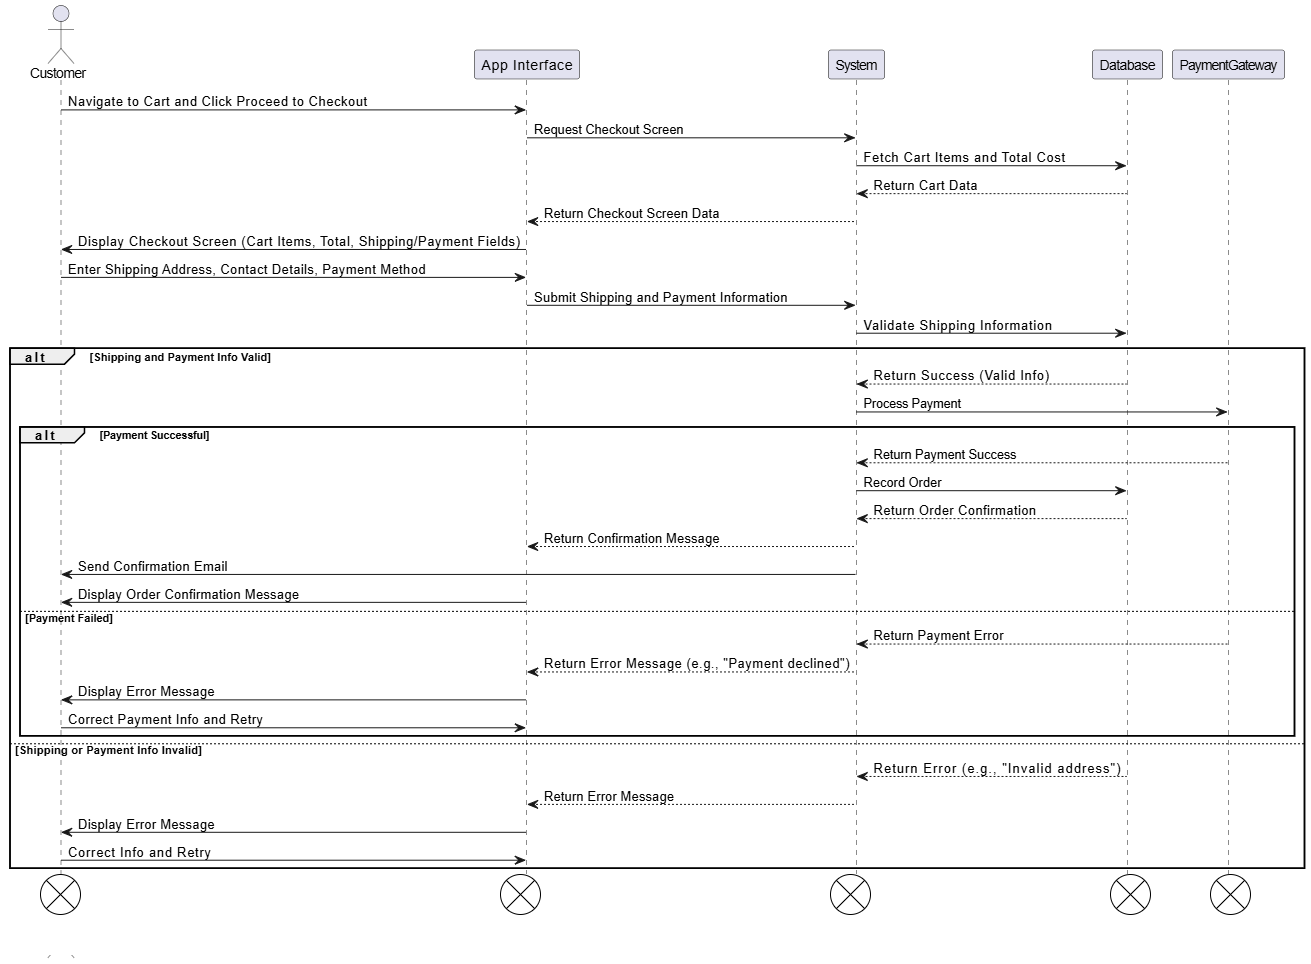 Customer
App Interface
System
Database
PaymentGateway
Navigate to Cart and Click Proceed to Checkout
Request Checkout Screen
Fetch Cart Items and Total Cost
Return Cart Data
Return Checkout Screen Data
Display Checkout Screen (Cart Items, Total, Shipping/Payment Fields)
Enter Shipping Address, Contact Details, Payment Method
Submit Shipping and Payment Information
Validate Shipping Information
alt [Shipping and Payment Info Valid]
Return Success (Valid Info)
Process Payment
alt [Payment Successful]
Return Payment Success
Record Order
Return Order Confirmation
Return Confirmation Message
Send Confirmation Email
Display Order Confirmation Message
[Payment Failed]
Return Payment Error
Return Error Message (e.g., "Payment declined")
Display Error Message
Correct Payment Info and Retry
[Shipping or Payment Info Invalid]
Return Error (e.g., "Invalid address")
Return Error Message
Display Error Message
Correct Info and Retry